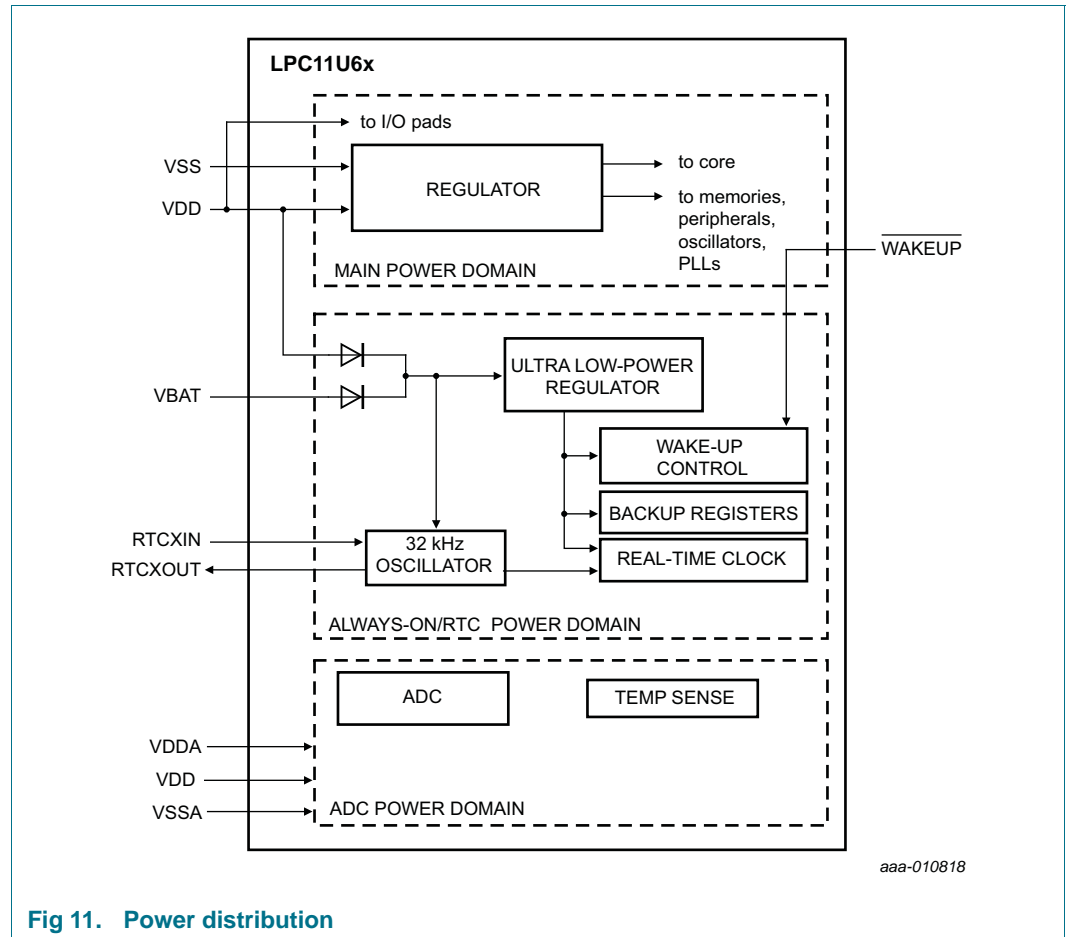 LPC11U6x
to I/O pads
VSS
REGULATOR
to core
VDD
to memories,
peripherals,
oscillators,
PLLs
WAKEUP
MAIN POWER DOMAIN
ULTRA LOW-POWER
REGULATOR
VBAT
WAKE-UP
CONTROL
BACKUP REGISTERS
RTCXIN
32 kHz
OSCILLATOR
REAL-TIME CLOCK
RTCXOUT
ALWAYS-ON/RTC POWER DOMAIN
ADC
TEMP SENSE
VDDA
VDD
VSSA
ADC POWER DOMAIN
aaa-010818
Fig 11. Power distribution